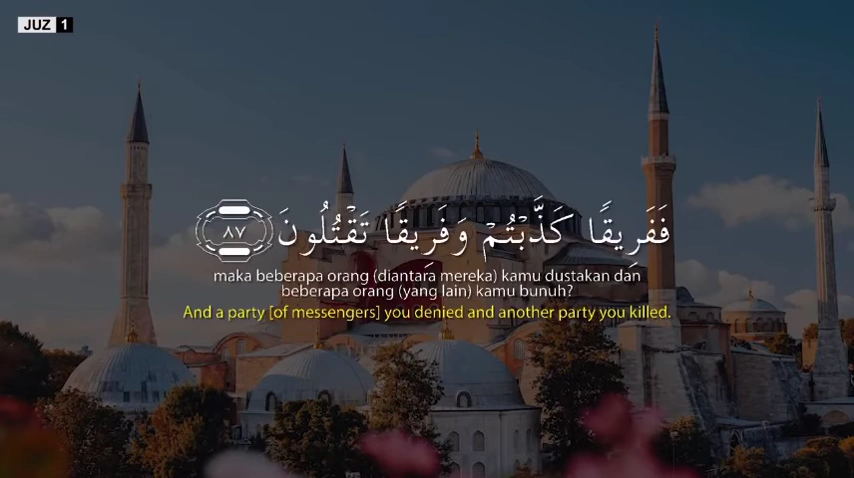 JUZ 1
فَفَرِيقًا كَذَّبْتُمْ وَفَرِيقًا تَقْتُلُونَ ٨٧
maka beberapa orang (diantara mereka) kamu dustakan dan
beberapa orang (yang lain) kamu bunuh?
And a party [of messengers] you denied and another party you killed.